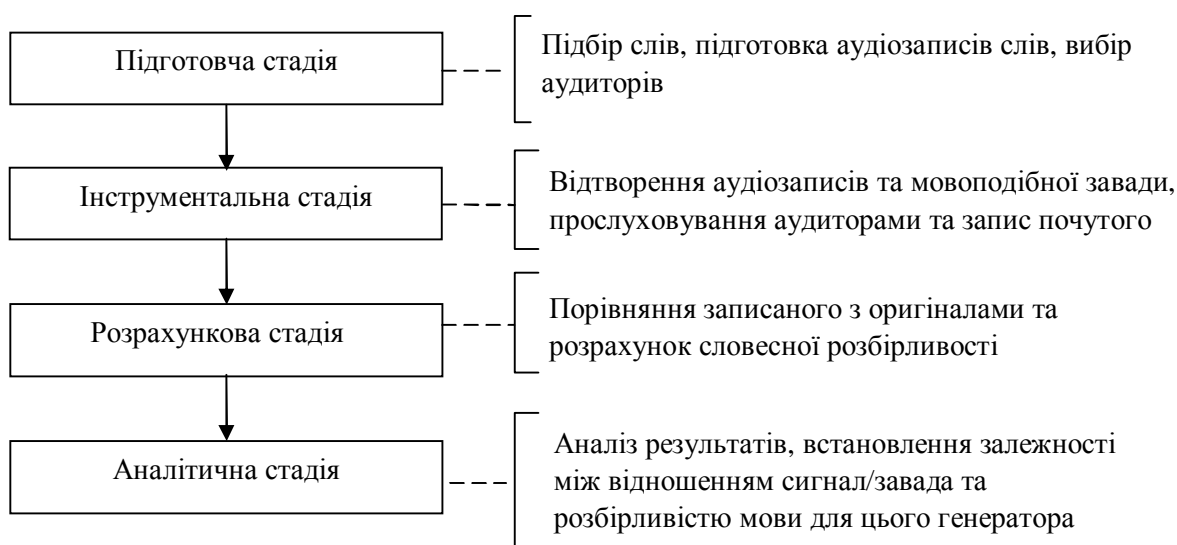 Підготовча стадія
Підбір слів, підготовка аудіозаписів слів, вибір
аудиторів
Інструментальна стадія
Відтворення аудіозаписів та мовоподібної завади,
прослуховування аудиторами та запис почутого
Розрахункова стадія
Порівняння записаного з оригіналами та
розрахунок словесної розбірливості
Аналітична стадія
Аналіз результатів, встановлення залежності
між відношенням сигнал/завада та
розбірливістю мови для цього генератора